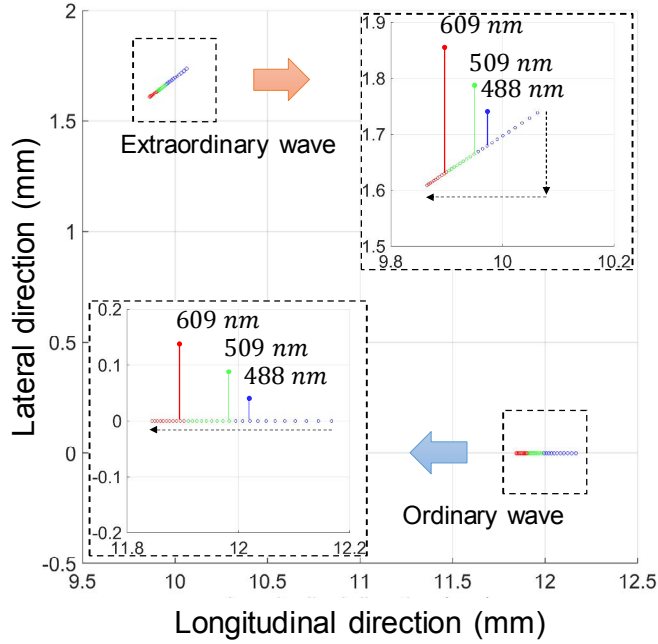 2
1.5
1
0.5
0
-0.5
9.5
10
10.5
11
11.5
12
12.5
Lateral direction (mm)
Longitudinal direction (mm)
Extraordinary wave
1.9
1.8
1.7
1.6
1.5
9.8
10
10.2
609 nm
509 nm
488 nm
0.2
0.1
0
-0.1
-0.2
11.8
12
12.2
609 nm
509 nm
488 nm
Ordinary wave